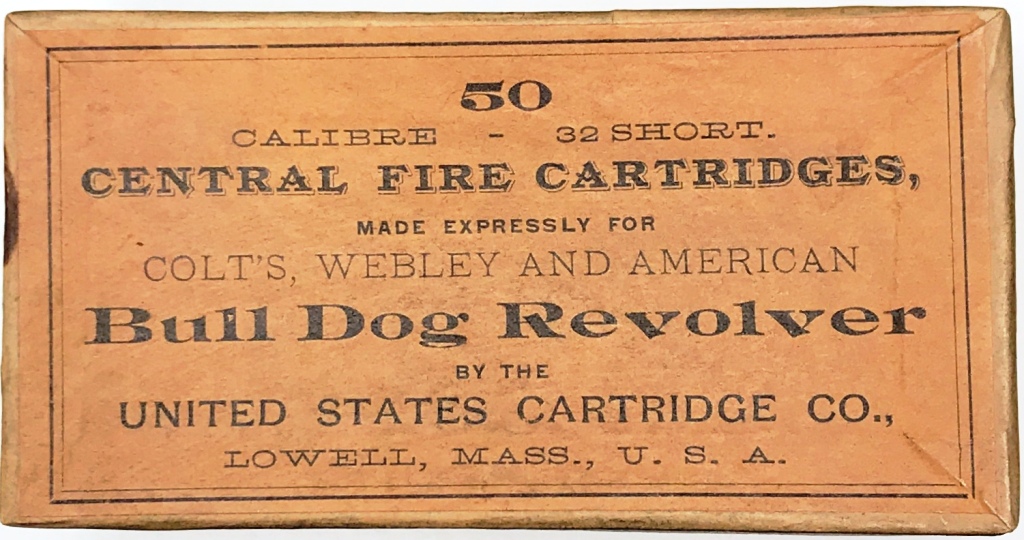 50
CALIBRE - 32 SHORT.
CENTRAL FIRE CARTRIDGES,
MADE EXPRESSLY FOR
COLT'S, WEBLEY AND AMERICAN
Bull Dog Revolver
BY THE
UNITED STATES CARTRIDGE CO.,
LOWELL, MASS., U. S. A.